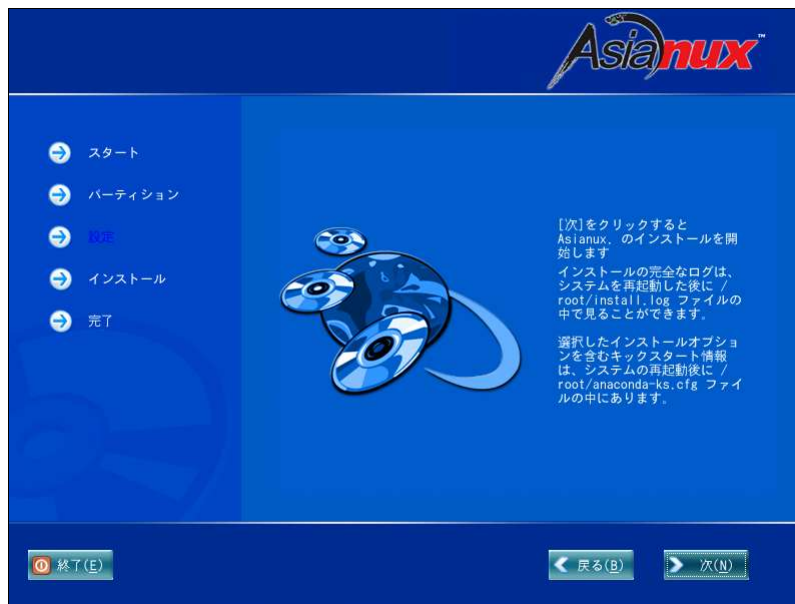 Asianux™
スタート
パーティション
設定
インストール
完了
[次]をクリックすると
Asianux, のインストールを開
始します
インストールの完全なログは、
システムを再起動した後に /
root/install.log ファイルの
中で見ることができます。
選択したインストールオプショ
ンを含むキックスタート情報
は、システムの再起動後に /
root/anaconda-ks.cfg ファイ
ルの中にあります。
終了(E)
戻る(B)
次(N)